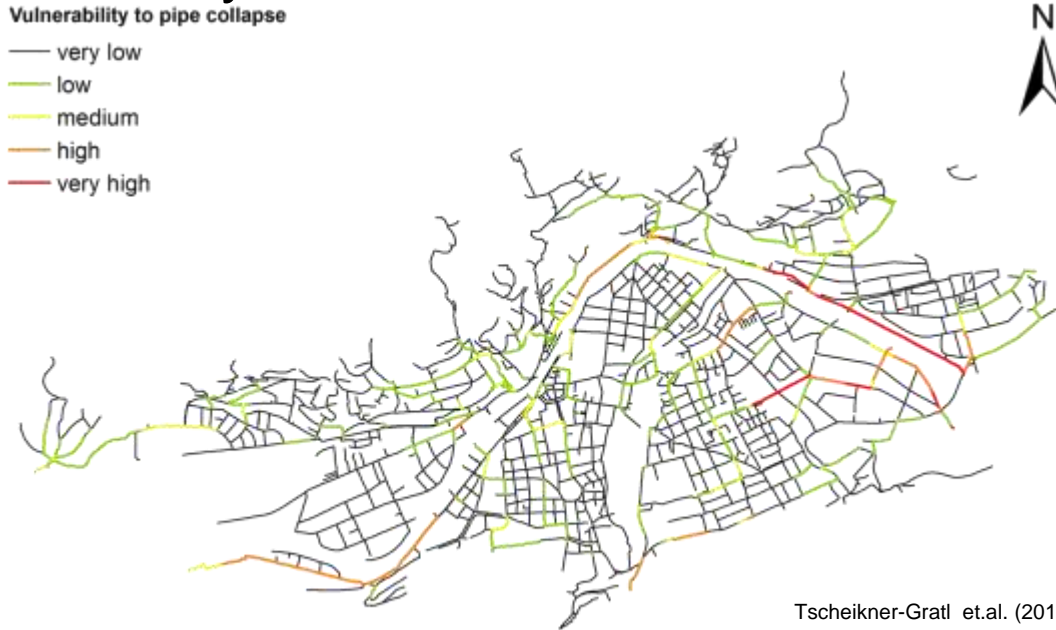 Vulnerability to pipe collapse
very low
low
medium
high
very high
N
Tscheikner-Gratl et.al. (201